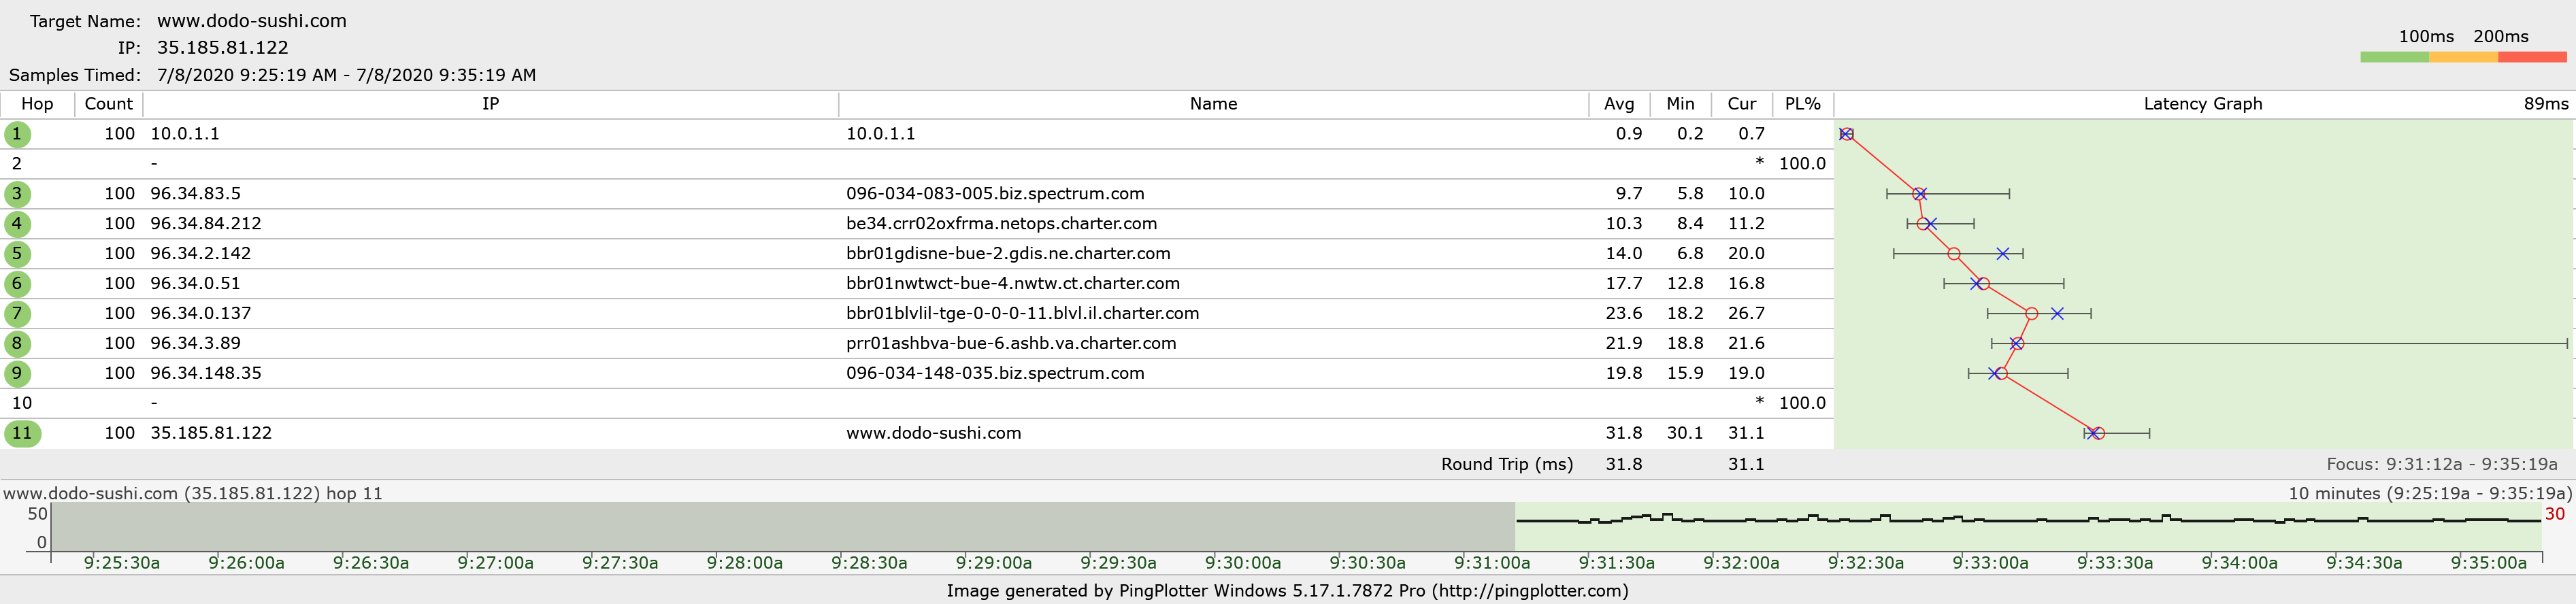 Target Name: www.dodo-sushi.com
IP: 35.185.81.122
Samples Timed: 7/8/2020 9:25:19 AM - 7/8/2020 9:35:19 AM
100ms 200ms
Hop Count IP Name Avg Min Cur PL% Latency Graph 89ms
1 100 10.0.1.1 10.0.1.1 0.9 0.2 0.7
2 - * 100.0
3 100 96.34.83.5 096-034-083-005.biz.spectrum.com 9.7 5.8 10.0
4 100 96.34.84.212 be34.crr02oxfrma.netops.charter.com 10.3 8.4 11.2
5 100 96.34.2.142 bbr01gdisne-bue-2.gdis.ne.charter.com 14.0 6.8 20.0
6 100 96.34.0.51 bbr01nwtwct-bue-4.nwtw.ct.charter.com 17.7 12.8 16.8
7 100 96.34.0.137 bbr01blvlil-tge-0-0-0-11.blvl.il.charter.com 23.6 18.2 26.7
8 100 96.34.3.89 prr01ashbva-bue-6.ashb.va.charter.com 21.9 18.8 21.6
9 100 96.34.148.35 096-034-148-035.biz.spectrum.com 19.8 15.9 19.0
10 - * 100.0
11 100 35.185.81.122 www.dodo-sushi.com 31.8 30.1 31.1
Round Trip (ms) 31.8 31.1 Focus: 9:31:12a - 9:35:19a
www.dodo-sushi.com (35.185.81.122) hop 11 10 minutes (9:25:19a - 9:35:19a)
50 30
0
9:25:30a 9:26:00a 9:26:30a 9:27:00a 9:27:30a 9:28:00a 9:28:30a 9:29:00a 9:29:30a 9:30:00a 9:30:30a 9:31:00a 9:31:30a 9:32:00a 9:32:30a 9:33:00a 9:33:30a 9:34:00a 9:34:30a 9:35:00a
Image generated by PingPlotter Windows 5.17.1.7872 Pro (http://pingplotter.com)